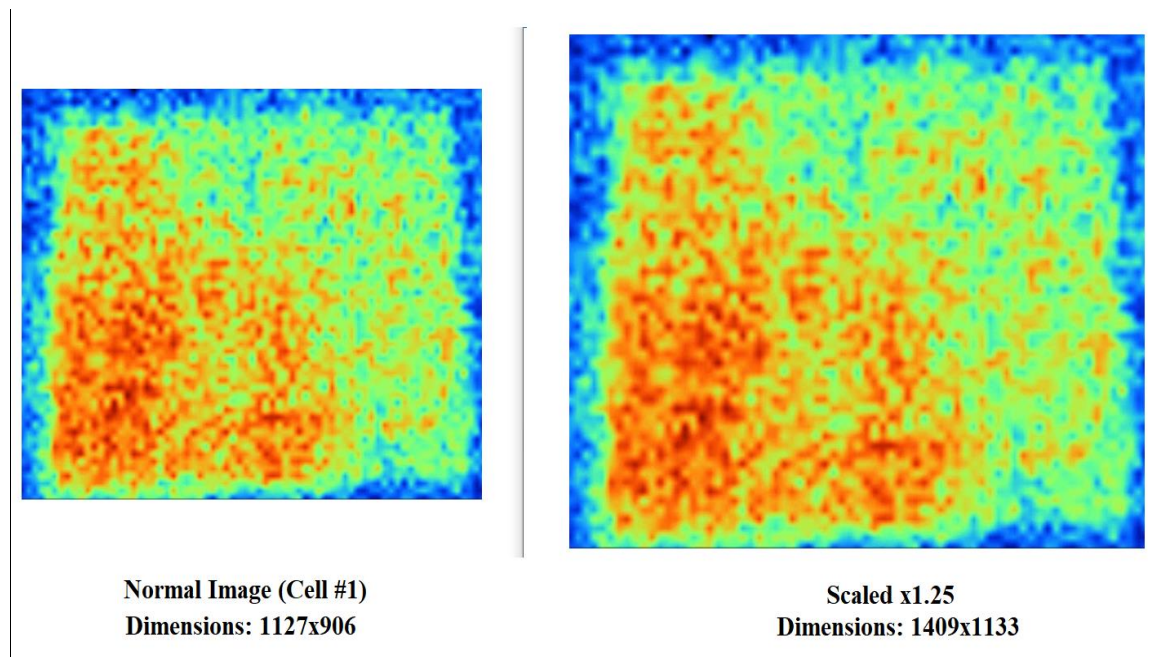 Normal Image (Cell #1)
Dimensions: 1127x906
Scaled x1.25
Dimensions: 1409x1133